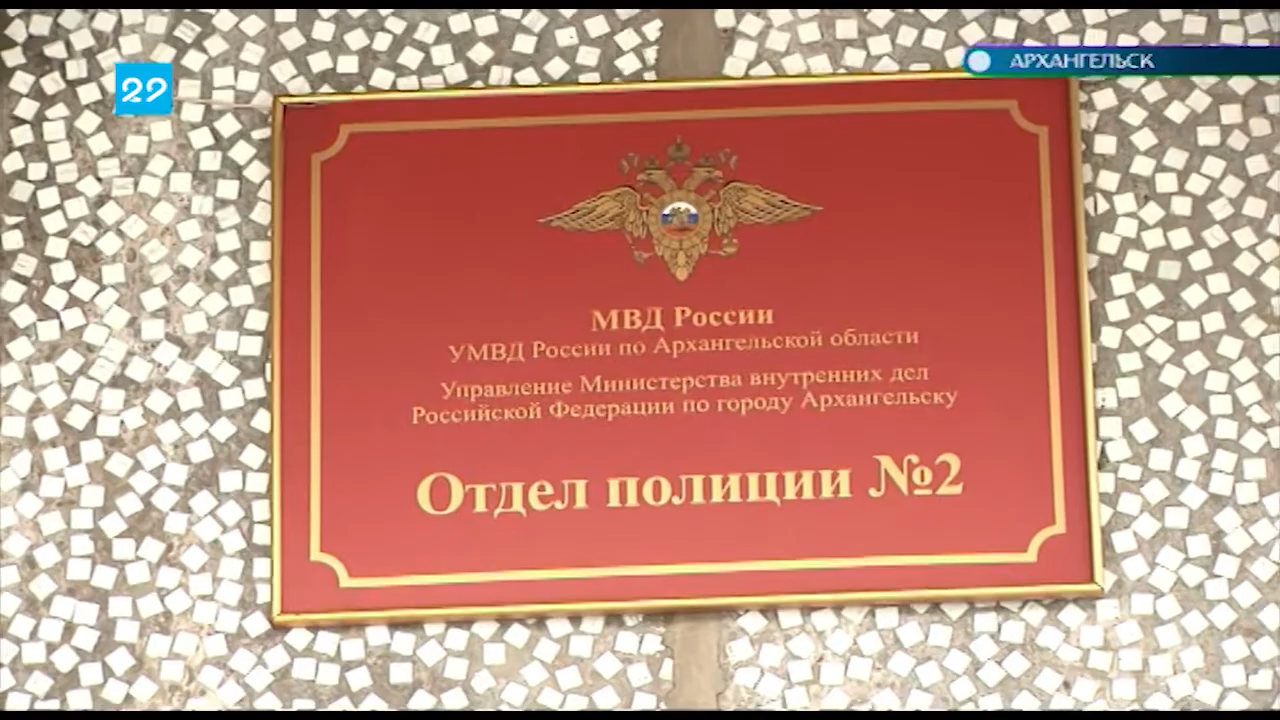 29
АРХАНГЕЛЬСК
МВД России
УМВД России по Архангельской области
Управление Министерства внутренних дел
Российской Федерации по городу Архангельску
Отдел полиции №2